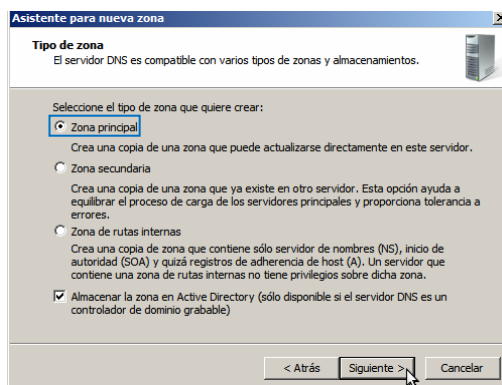 Asistente para nueva zona
Tipo de zona
El servidor DNS es compatible con varios tipos de zonas y almacenamientos.
Seleccione el tipo de zona que quiere crear:
Zona principal
Crea una copia de una zona que puede actualizarse directamente en este servidor.
Zona secundaria
Crea una copia de una zona que ya existe en otro servidor. Esta opción ayuda a
equilibrar el proceso de carga de los servidores principales y proporciona tolerancia a
errores.
Zona de rutas internas
Crea una copia de zona que contiene sólo servidor de nombres (NS), inicio de
autoridad (SOA) y quizá registros de adherencia de host (A). Un servidor que
contiene una zona de rutas internas no tiene privilegios sobre dicha zona.
Almacenar la zona en Active Directory (sólo disponible si el servidor DNS es un
controlador de dominio grabable)
< Atrás Siguiente > Cancelar